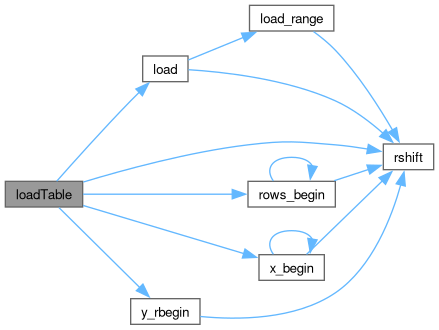 load_range
load
rshift
loadTable
rows_begin
x_begin
y_rbegin